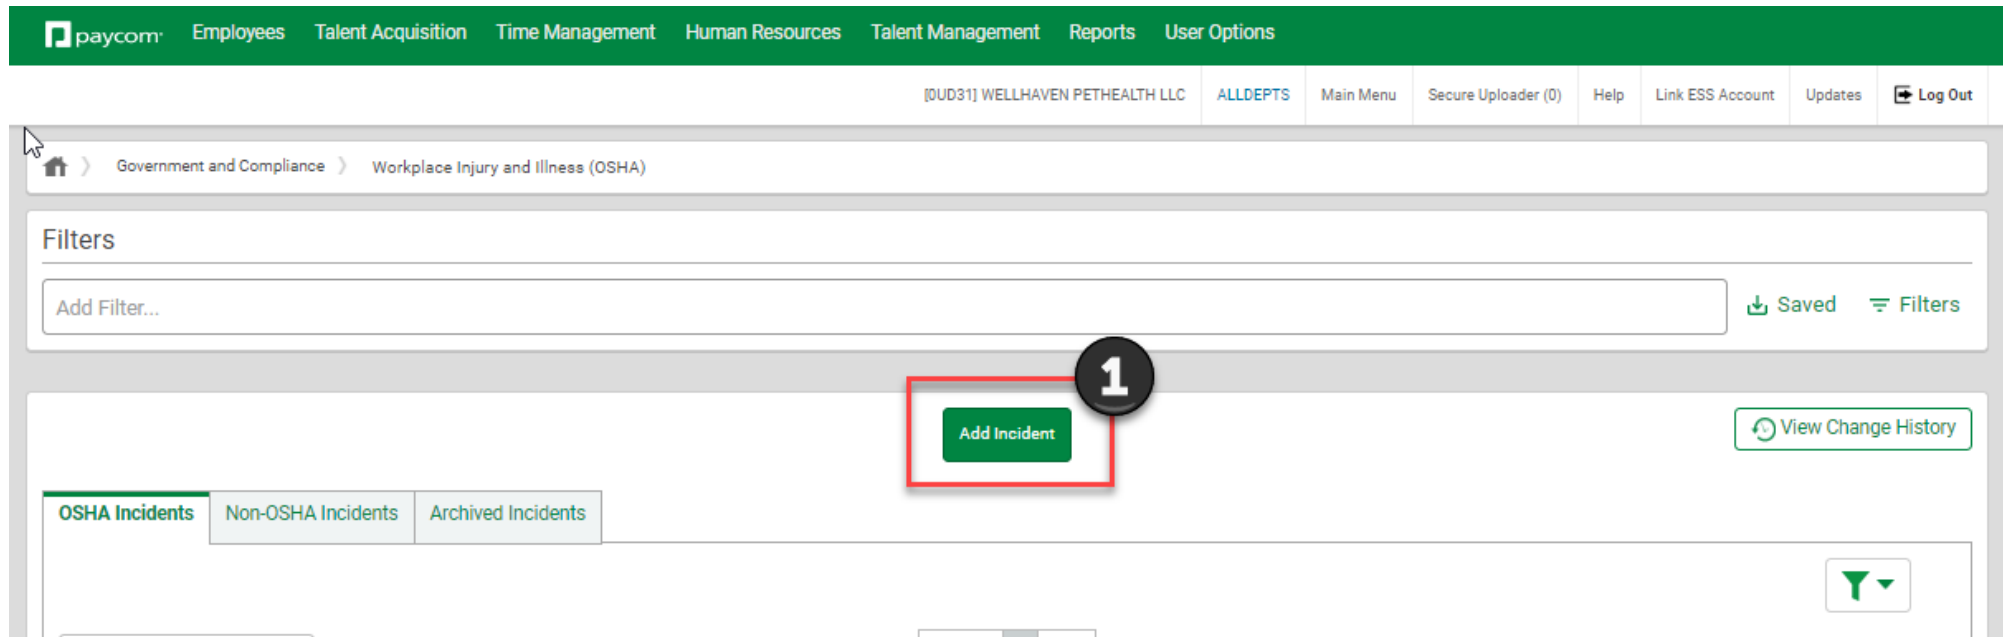 paycom Employees Talent Acquisition Time Management Human Resources Talent Management Reports User Options
[0UD31] WELLHAVEN PETHEALTH LLC ALLDEPTS Main Menu Secure Uploader (0) Help Link ESS Account Updates Log Out
Government and Compliance Workplace Injury and Illness (OSHA)
Filters
Add Filter... Saved Filters
1
Add Incident View Change History
OSHA Incidents Non-OSHA Incidents Archived Incidents